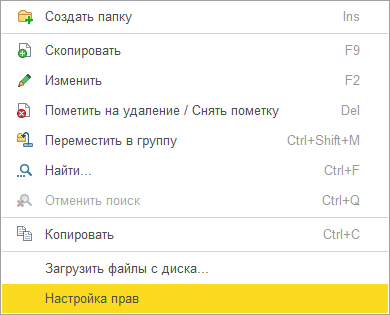 Создать папку Ins
Скопировать F9
Изменить F2
Пометить на удаление / Снять пометку Del
Переместить в группу Ctrl+Shift+M
Найти... Ctrl+F
Отменить поиск Ctrl+Q
Копировать Ctrl+C
Загрузить файлы с диска...
Настройка прав